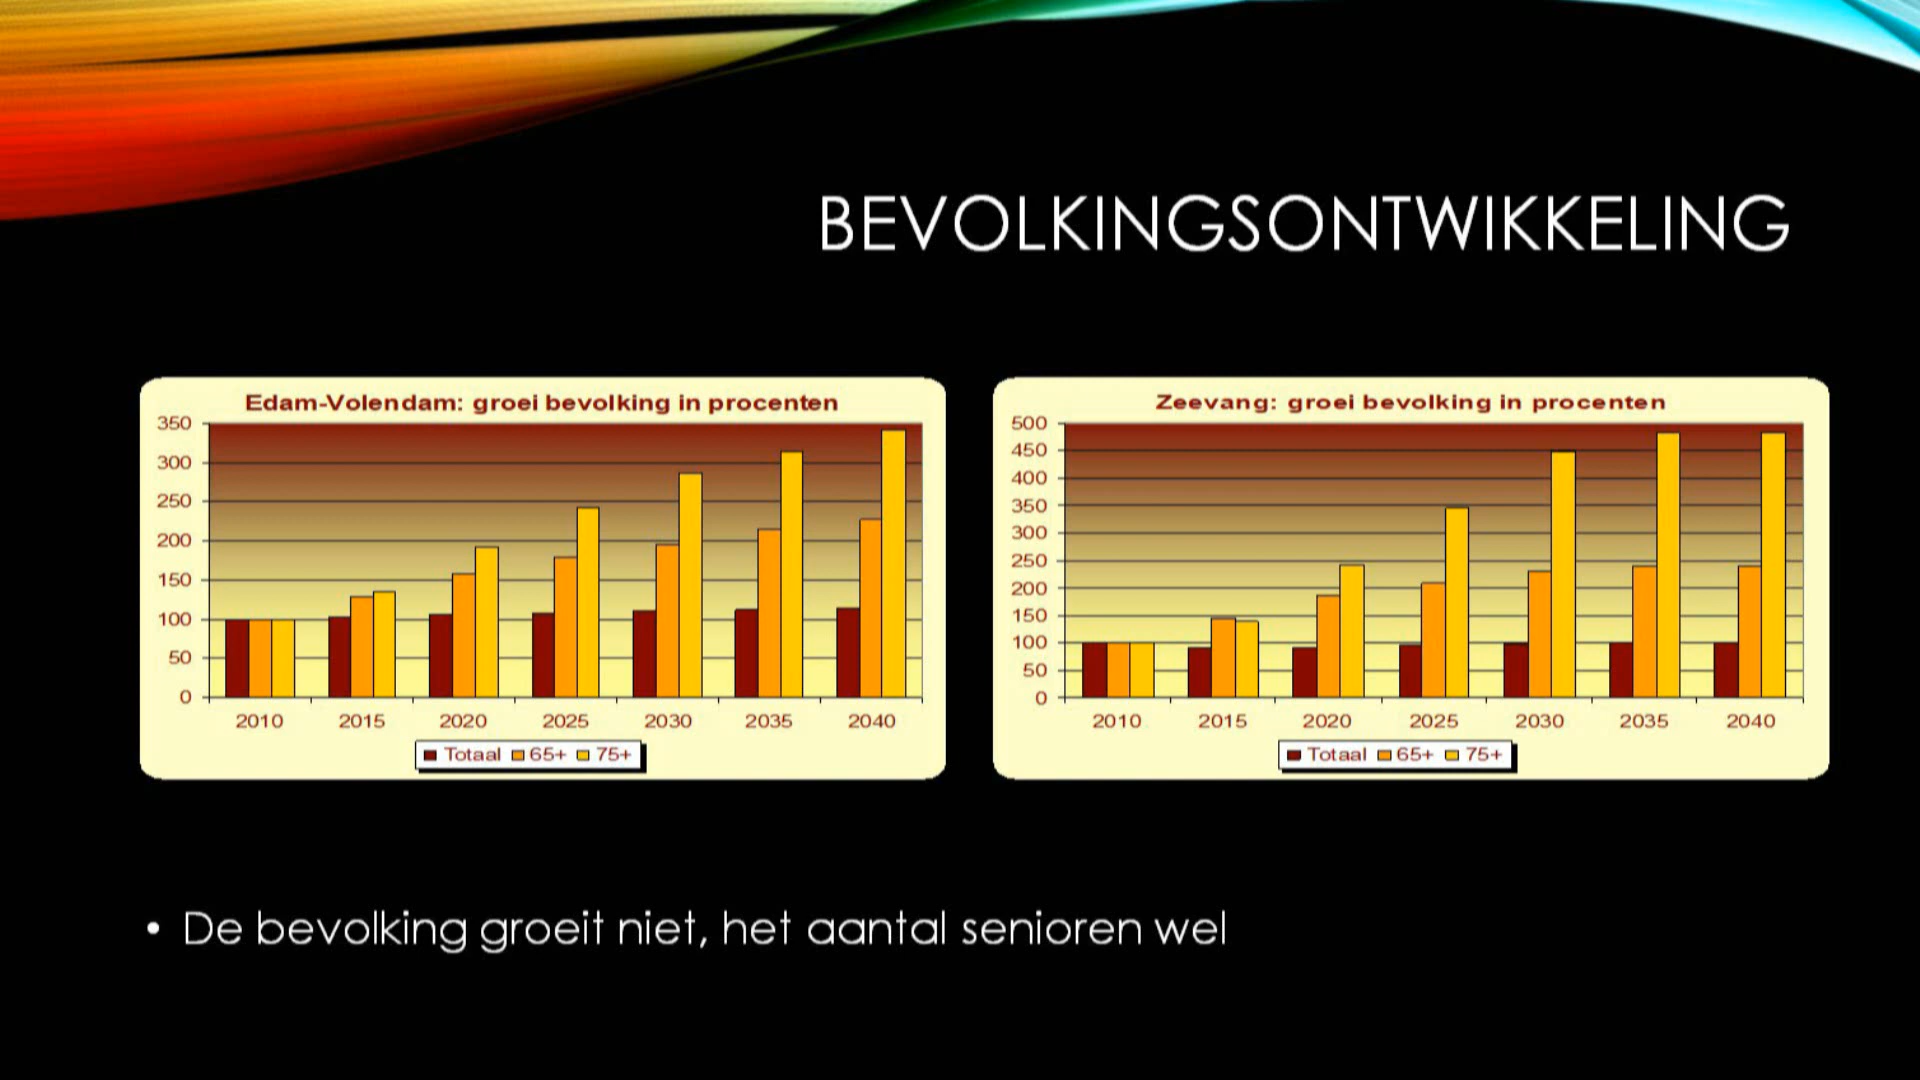 BEVOLKINGSONTWIKKELING
Edam-Volendam: groei bevolking in procenten
350
300
250
200
150
100
50
0
2010 2015 2020 2025 2030 2035 2040
Totaal 65+ 75+
Zeevang: groei bevolking in procenten
500
450
400
350
300
250
200
150
100
50
0
2010 2015 2020 2025 2030 2035 2040
Totaal 65+ 75+
• De bevolking groeit niet, het aantal senioren wel